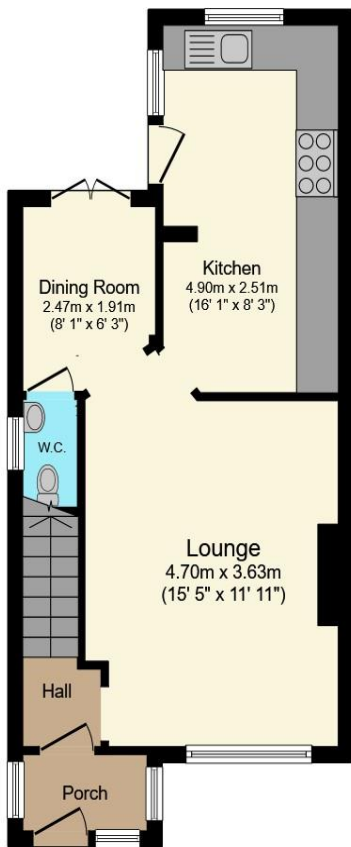 Kitchen
4.90m x 2.51m
(16' 1" x 8' 3")
Dining Room
2.47m x 1.91m
(8' 1" x 6' 3")
W.C.
Lounge
4.70m x 3.63m
(15' 5" x 11' 11")
Hall
Porch